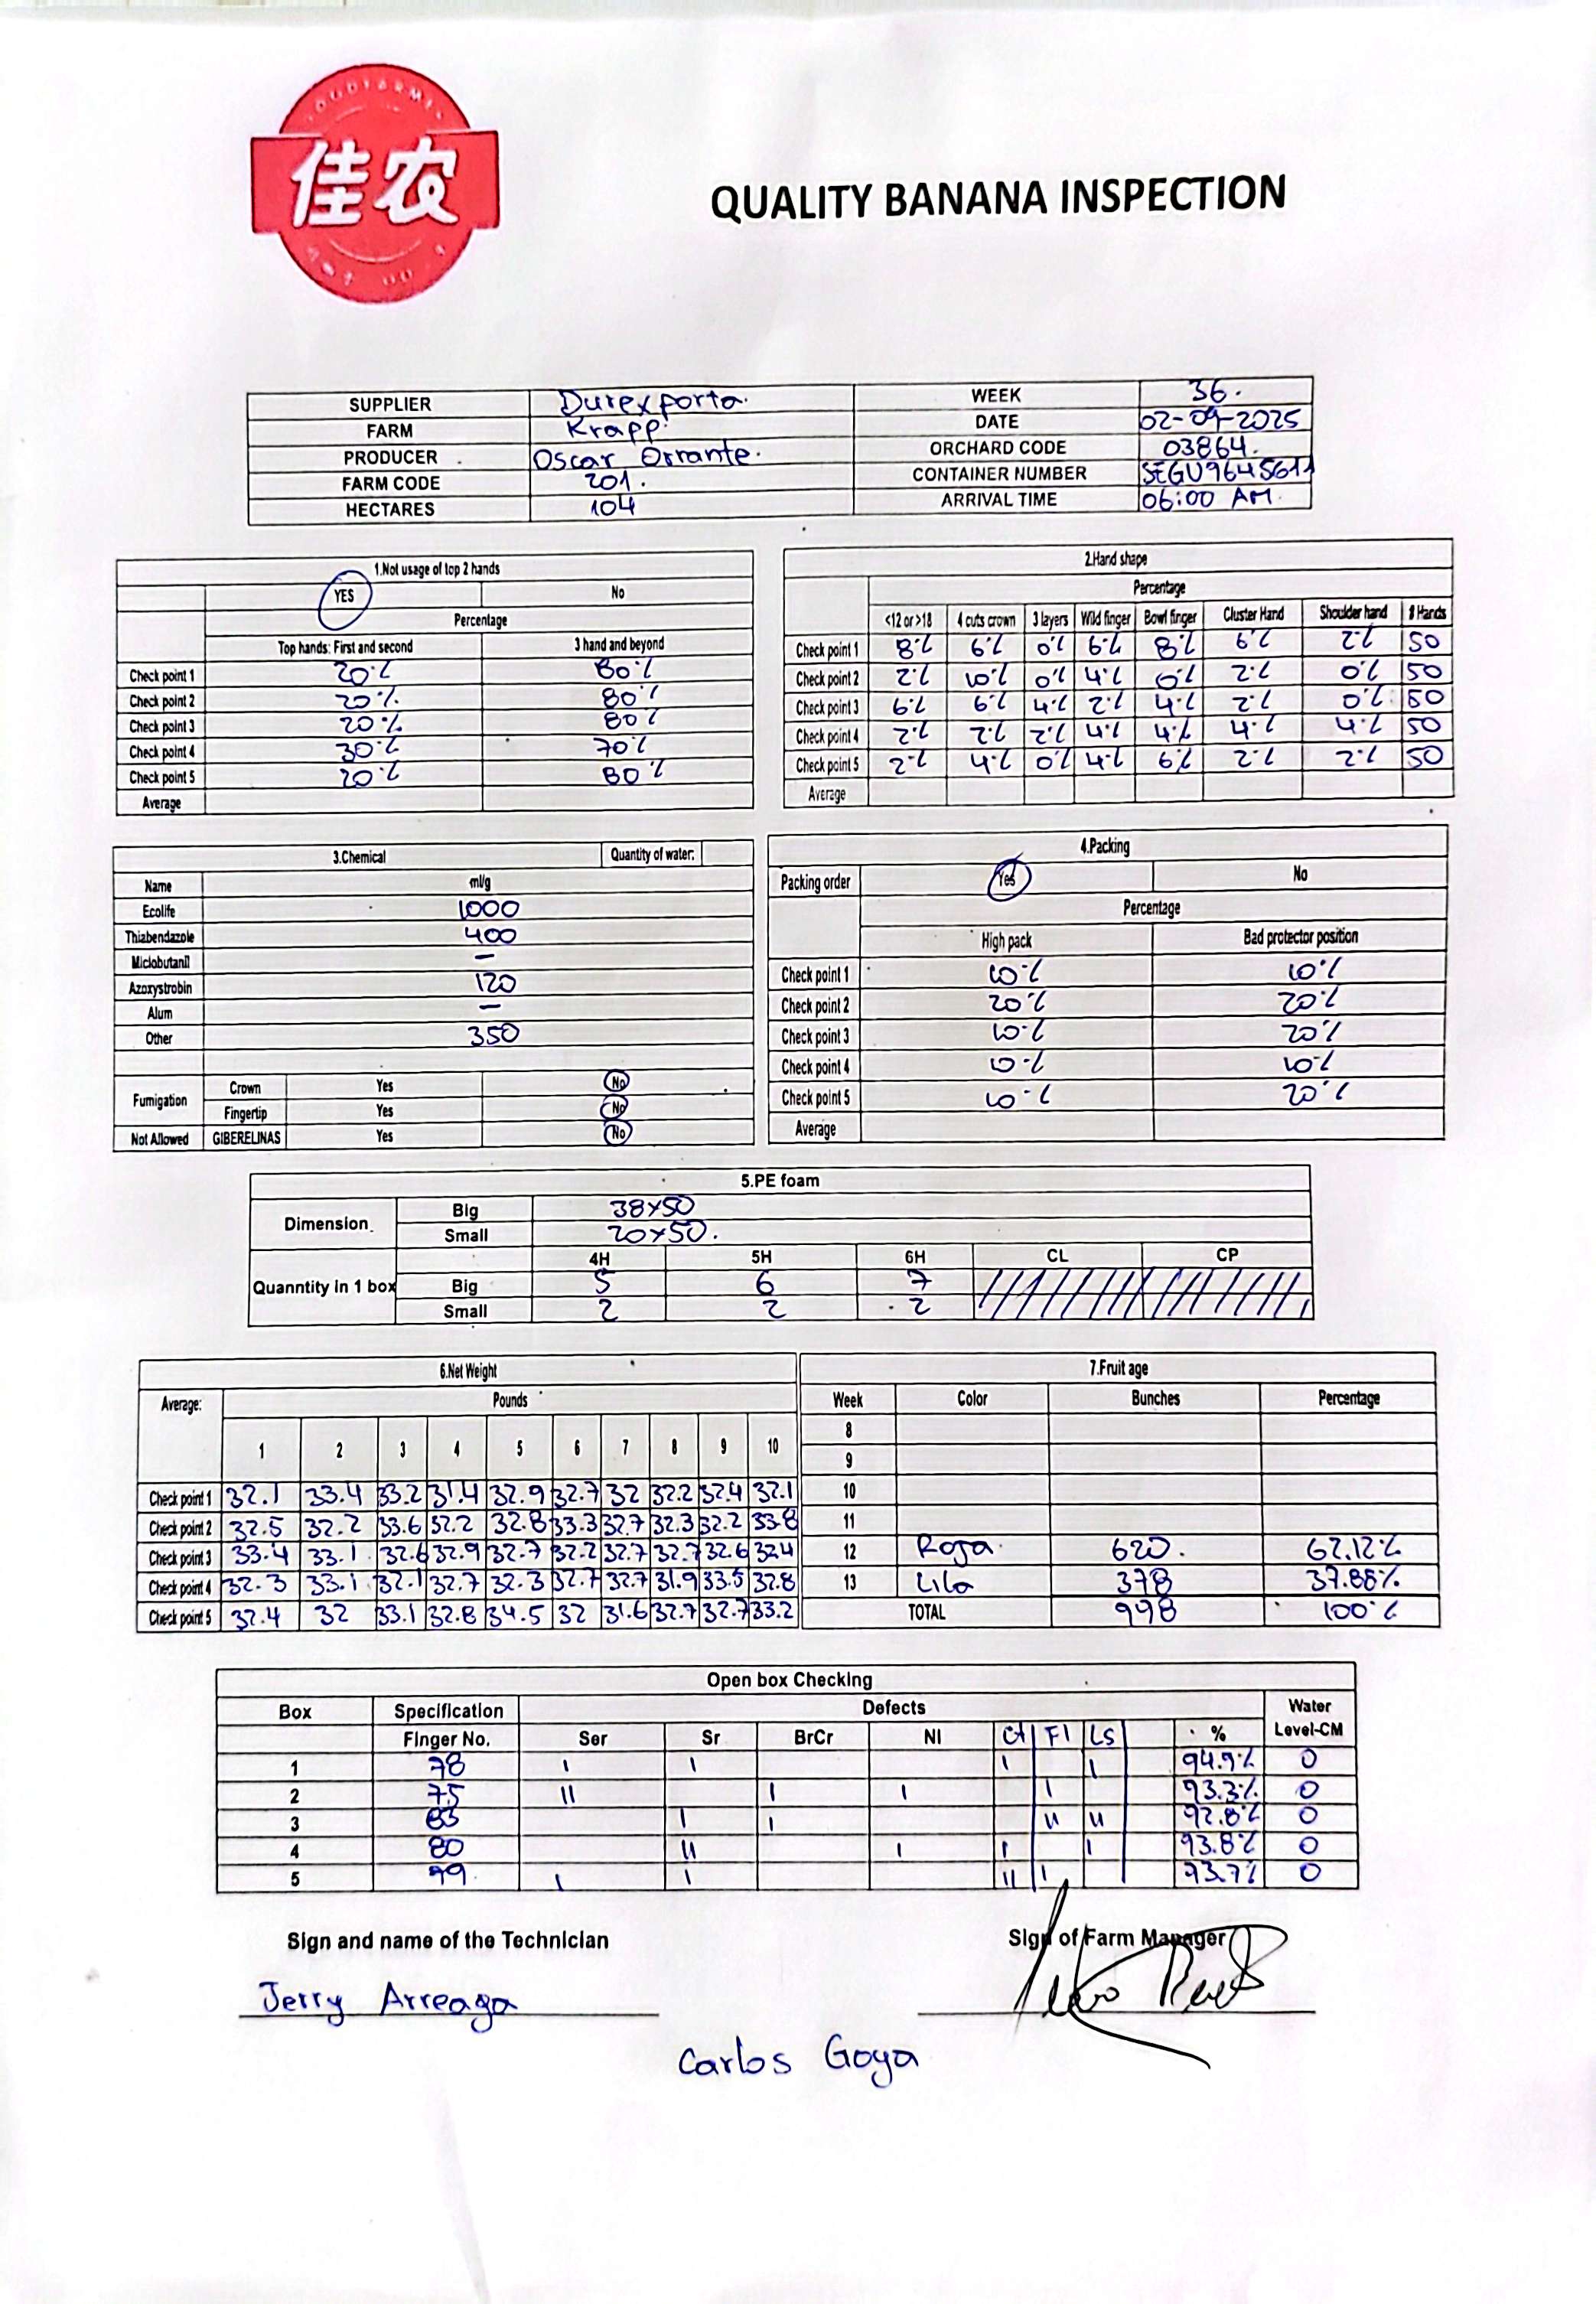 佳农
QUALITY BANANA INSPECTION
SUPPLIER Durexporta. WEEK 36.
FARM Krapp. DATE 02-09-2025
PRODUCER Oscar Orrante. ORCHARD CODE 03864.
FARM CODE 201. CONTAINER NUMBER SEGU9645611
HECTARES 104 ARRIVAL TIME 06:00 AM.
1.Not usage of top 2 hands
YES No
Percentage
Top hands: First and second 3 hand and beyond
Check point 1 20% 80%
Check point 2 20% 80%
Check point 3 20% 80%
Check point 4 30% 70%
Check point 5 20% 80%
Average
2.Hand shape
Percentage
<12 or >18 4 cuts crown 3 layers Wild finger Bowl finger Cluster Hand Shoulder hand # Hands
Check point 1 8% 6% 0% 6% 8% 6% 2% 50
Check point 2 2% 10% 0% 4% 0% 2% 0% 50
Check point 3 6% 6% 4% 2% 4% 2% 0% 50
Check point 4 2% 2% 2% 4% 4% 4% 4% 50
Check point 5 2% 4% 0% 4% 6% 2% 2% 50
Average
3.Chemical Quantity of water:
Name ml/g
Ecolife 1000
Thiabendazole 400
Miclobutanil —
Azoxystrobin 120
Alum —
Other 350
Fumigation Crown Yes No
Fingertip Yes No
Not Allowed GIBERELINAS Yes No
4.Packing
Packing order Yes No
Percentage
High pack Bad protector position
Check point 1 10% 10%
Check point 2 20% 20%
Check point 3 10% 20%
Check point 4 10% 10%
Check point 5 10% 20%
Average
5.PE foam
Dimension Big 38x50
Small 20x50.
4H 5H 6H CL CP
Quanntity in 1 box Big 5 6 7
Small 2 2 2
6.Net Weight
Average: Pounds
1 2 3 4 5 6 7 8 9 10
Check point 1 32.1 33.4 33.2 31.4 32.9 32.7 32 32.2 32.4 32.1
Check point 2 32.5 32.2 33.6 32.2 32.8 33.3 32.7 32.3 32.2 33.8
Check point 3 33.4 33.1 32.6 32.9 32.7 32.2 32.7 32.7 32.6 32.4
Check point 4 32.3 33.1 32.1 32.7 32.3 32.7 32.7 31.9 33.5 32.8
Check point 5 32.4 32 33.1 32.8 34.5 32 31.6 32.7 32.7 33.2
7.Fruit age
Week Color Bunches Percentage
8
9
10
11
12 Roja. 620. 62.12%
13 Lila 378 37.88%
TOTAL 998 100%
Open box Checking
Box Specification Defects Water
Finger No. Ser Sr BrCr NI Ct FI LS % Level-CM
1 78 I I I I 94.9% 0
2 75 II I I I 93.3% 0
3 83 I I II II 92.8% 0
4 80 II I I I 93.8% 0
5 79 I I II I 93.7% 0
Sign and name of the Technician Sign of Farm Manager
Jerry Arreaga
Carlos Goya